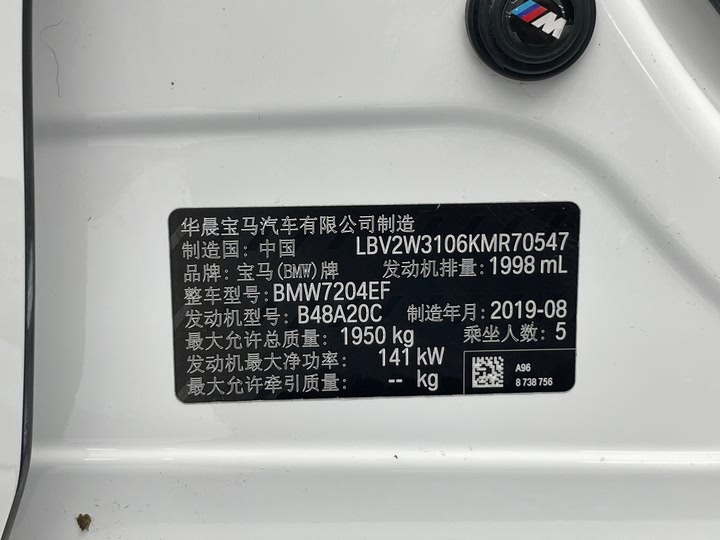 M
华晨宝马汽车有限公司制造
制造国: 中国 LBV2W3106KMR70547
品牌: 宝马(BMW)牌 发动机排量: 1998 mL
整车型号: BMW7204EF
发动机型号: B48A20C 制造年月: 2019-08
最大允许总质量: 1950 kg 乘坐人数: 5
发动机最大净功率: 141 kW
最大允许牵引质量: -- kg
A96
8 738 756